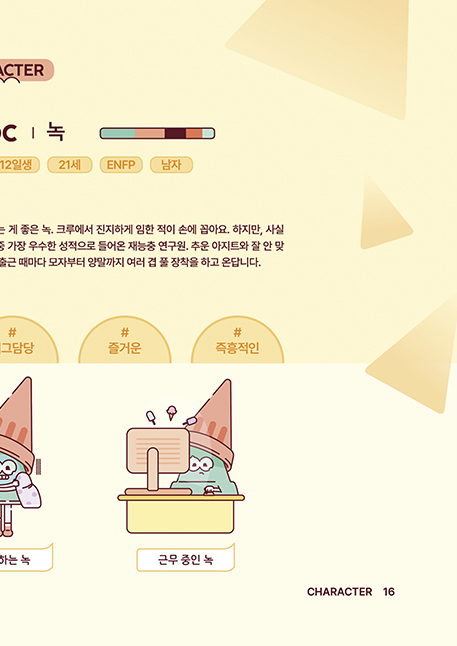 ACTER
OC | 녹
12일생 21세 ENFP 남자
는 게 좋은 녹. 크루에서 진지하게 임한 적이 손에 꼽아요. 하지만, 사실
중 가장 우수한 성적으로 들어온 재능충 연구원. 추운 아지트와 잘 안 맞
출근 때마다 모자부터 양말까지 여러 겹 풀 장착을 하고 온답니다.
# # #
그담당 즐거운 즉흥적인
하는 녹 근무 중인 녹
CHARACTER 16